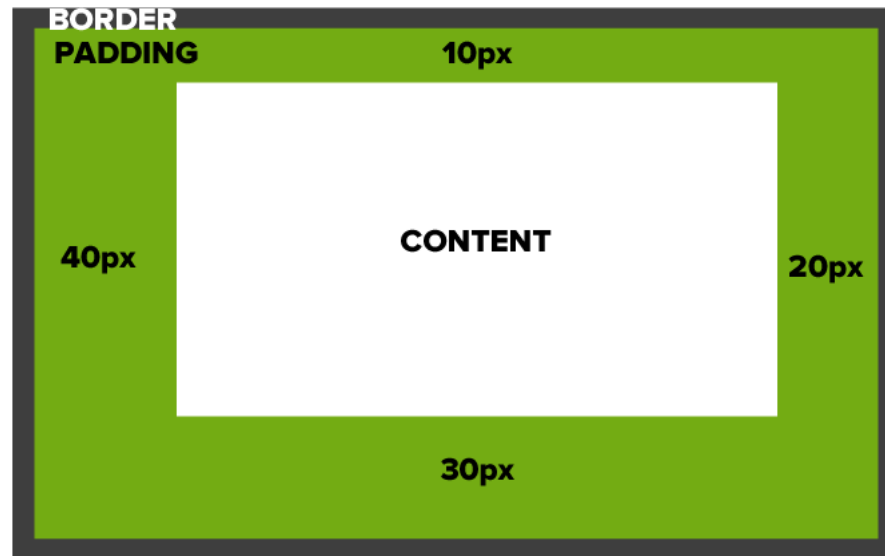 BORDER
PADDING
10px
40px
CONTENT
20px
30px